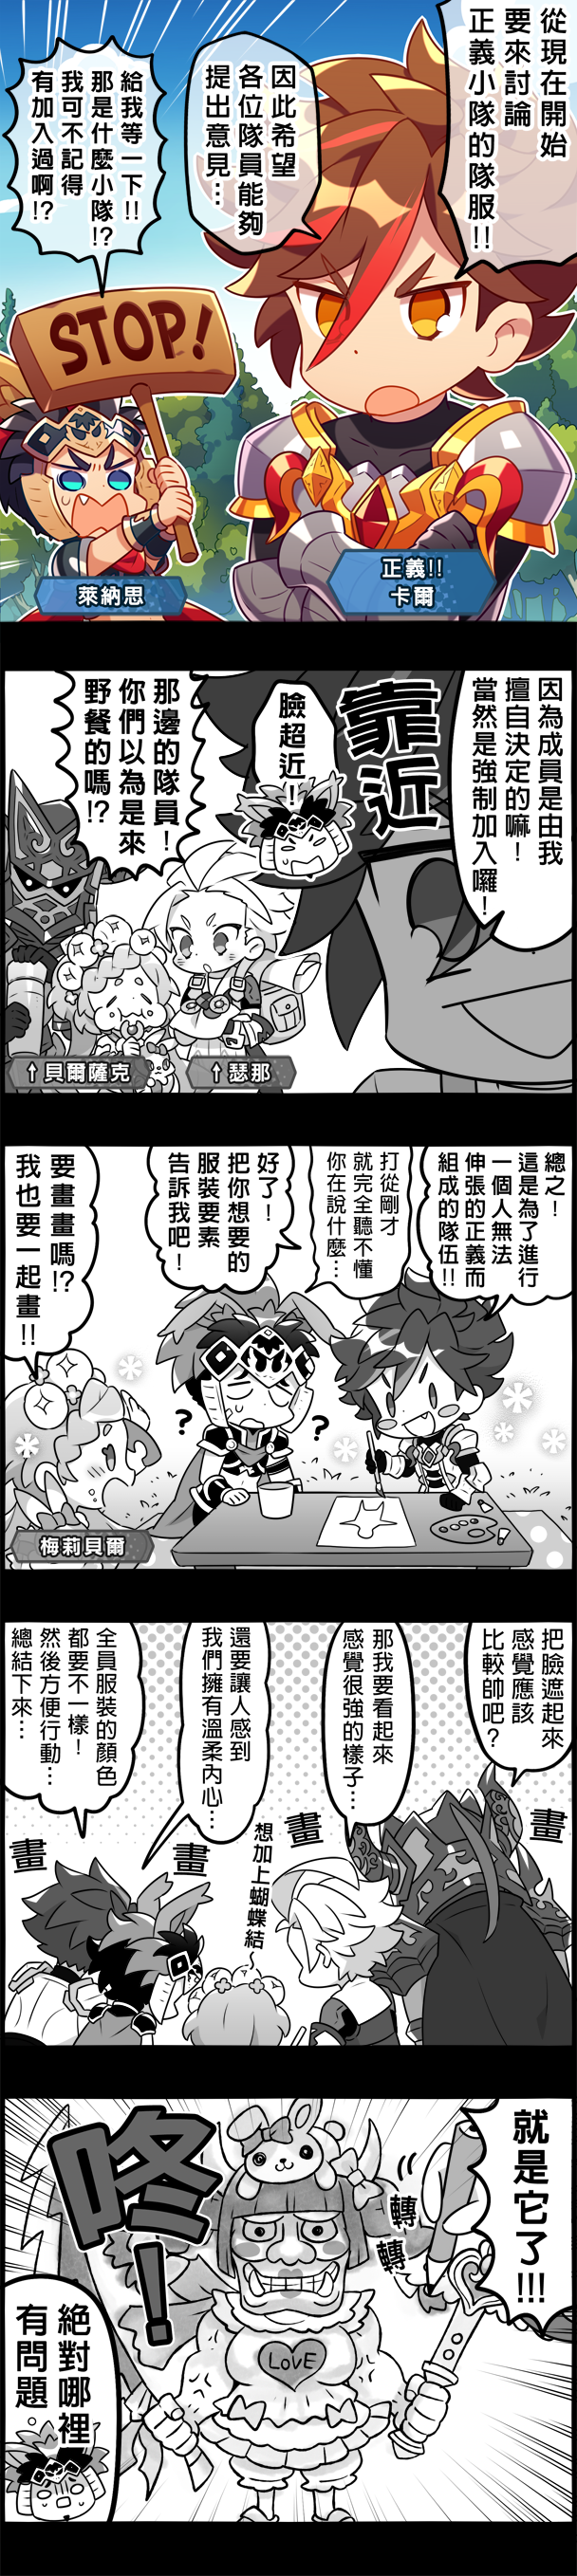 從現在開始
要來討論
正義小隊的隊服!!
因此希望
各位隊員能夠
提出意見…
給我等一下!!
那是什麼小隊!?
我可不記得
有加入過啊!?
STOP!
萊納思
正義!!
卡爾
因為成員是由我
擅自決定的嘛！
當然是強制加入囉！
靠近
臉超近！
那邊的隊員！
你們以為是來
野餐的嗎!?
↑貝爾薩克
↑瑟那
總之！
這是為了進行
一個人無法
伸張的正義而
組成的隊伍!!
打從剛才
就完全聽不懂
你在說什麼…
好了！
把你想要的
服裝要素
告訴我吧！
要畫畫嗎!?
我也要一起畫!!
?
?
梅莉貝爾
把臉遮起來
感覺應該
比較帥吧？
那我要看起來
感覺很強的樣子…
還要讓人感到
我們擁有溫柔內心…
全員服裝的顏色
都要不一樣！
然後方便行動…
總結下來…
畫
畫
想加上蝴蝶結
畫
畫
就是它了!!!
咚！
轉
轉
LOVE
絕對哪裡
有問題。